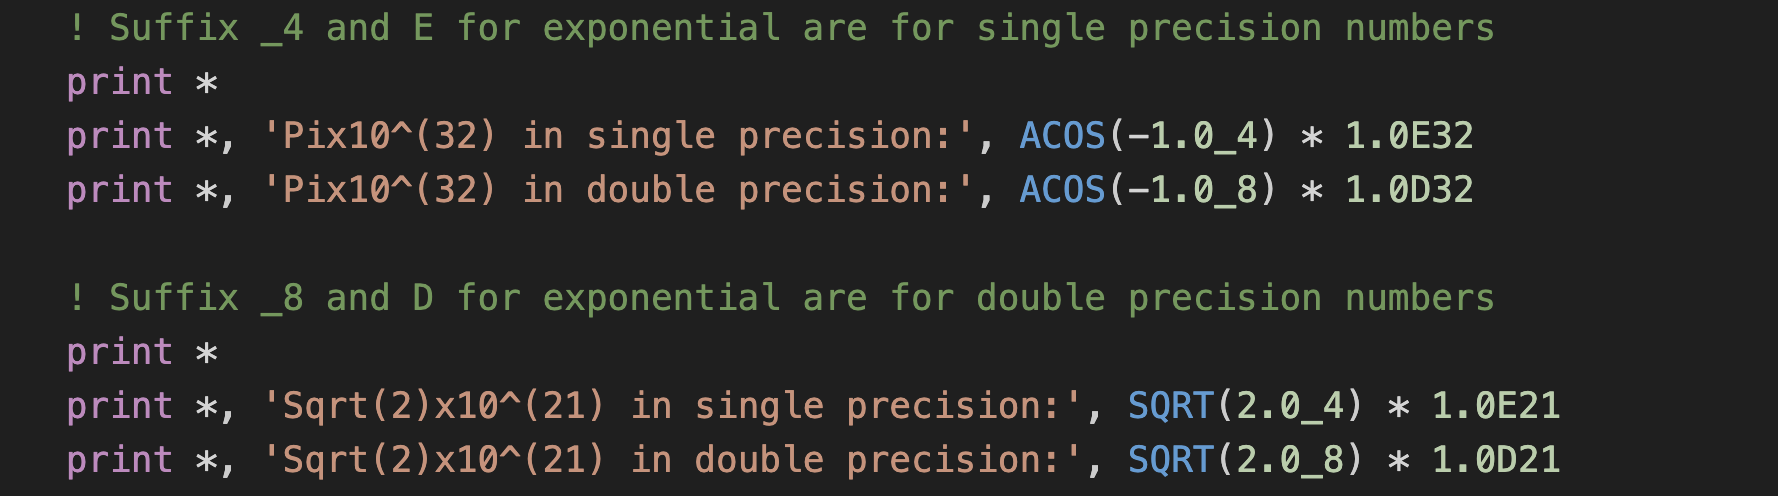 ! Suffix _4 and E for exponential are for single precision numbers
print *
print *, 'Pix10^(32) in single precision:', ACOS(-1.0_4) * 1.0E32
print *, 'Pix10^(32) in double precision:', ACOS(-1.0_8) * 1.0D32
! Suffix _8 and D for exponential are for double precision numbers
print *
print *, 'Sqrt(2)x10^(21) in single precision:', SQRT(2.0_4) * 1.0E21
print *, 'Sqrt(2)x10^(21) in double precision:', SQRT(2.0_8) * 1.0D21